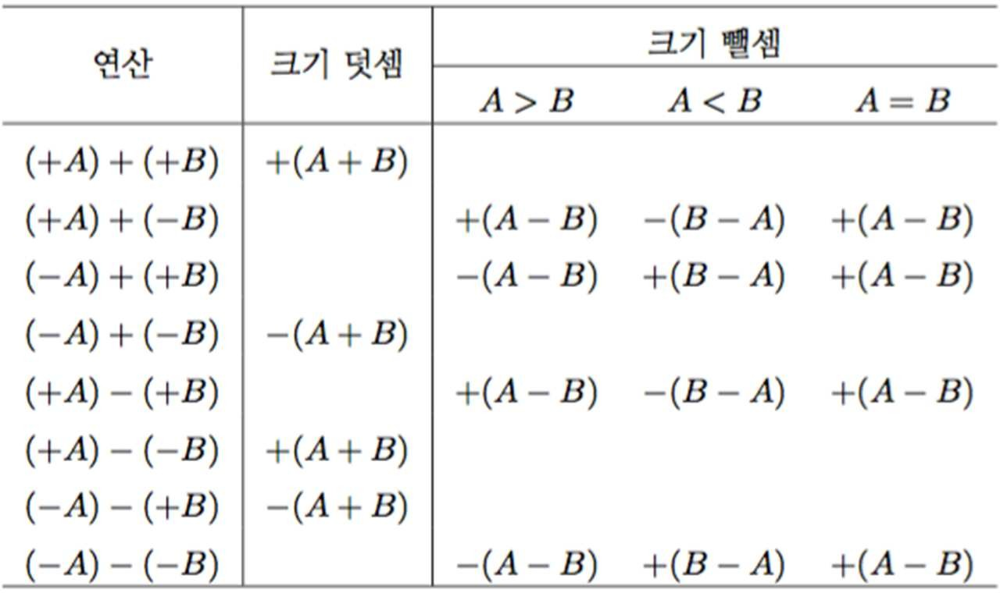 연산 크기 덧셈 크기 뺄셈
A > B A < B A = B
(+A) + (+B) +(A + B)
(+A) + (−B) +(A − B) −(B − A) +(A − B)
(−A) + (+B) −(A − B) +(B − A) +(A − B)
(−A) + (−B) −(A + B)
(+A) − (+B) +(A − B) −(B − A) +(A − B)
(+A) − (−B) +(A + B)
(−A) − (+B) −(A + B)
(−A) − (−B) −(A − B) +(B − A) +(A − B)